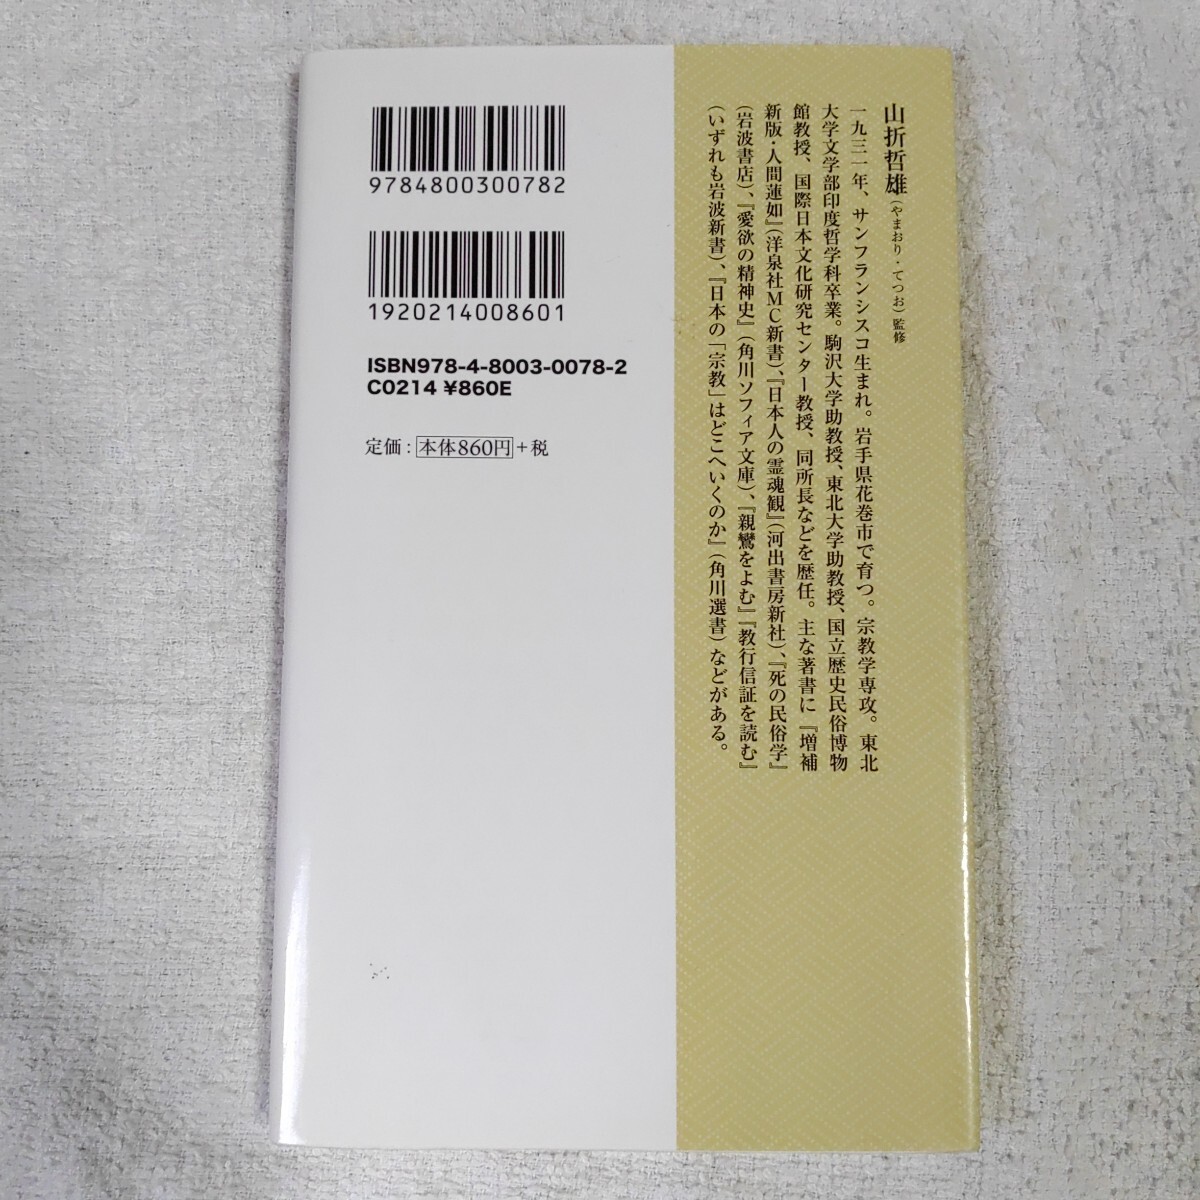 山折哲雄（やまおり・てつお）監修
一九三一年、サンフランシスコ生まれ。岩手県花巻市で育つ。宗教学専攻。東北
大学文学部印度哲学科卒業。駒沢大学助教授、東北大学助教授、国立歴史民俗博物
館教授、国際日本文化研究センター教授、同所長などを歴任。主な著書に『増補
新版・人間蓮如』（洋泉社MC新書）、『日本人の霊魂観』（河出書房新社）、『死の民俗学』
（岩波書店）、『愛欲の精神史』（角川ソフィア文庫）、『親鸞をよむ』『教行信証を読む』
（いずれも岩波新書）、『日本の「宗教」はどこへいくのか』（角川選書）などがある。
9784800300782
1920214008601
ISBN978-4-8003-0078-2
C0214 ¥860E
定価：本体860円＋税